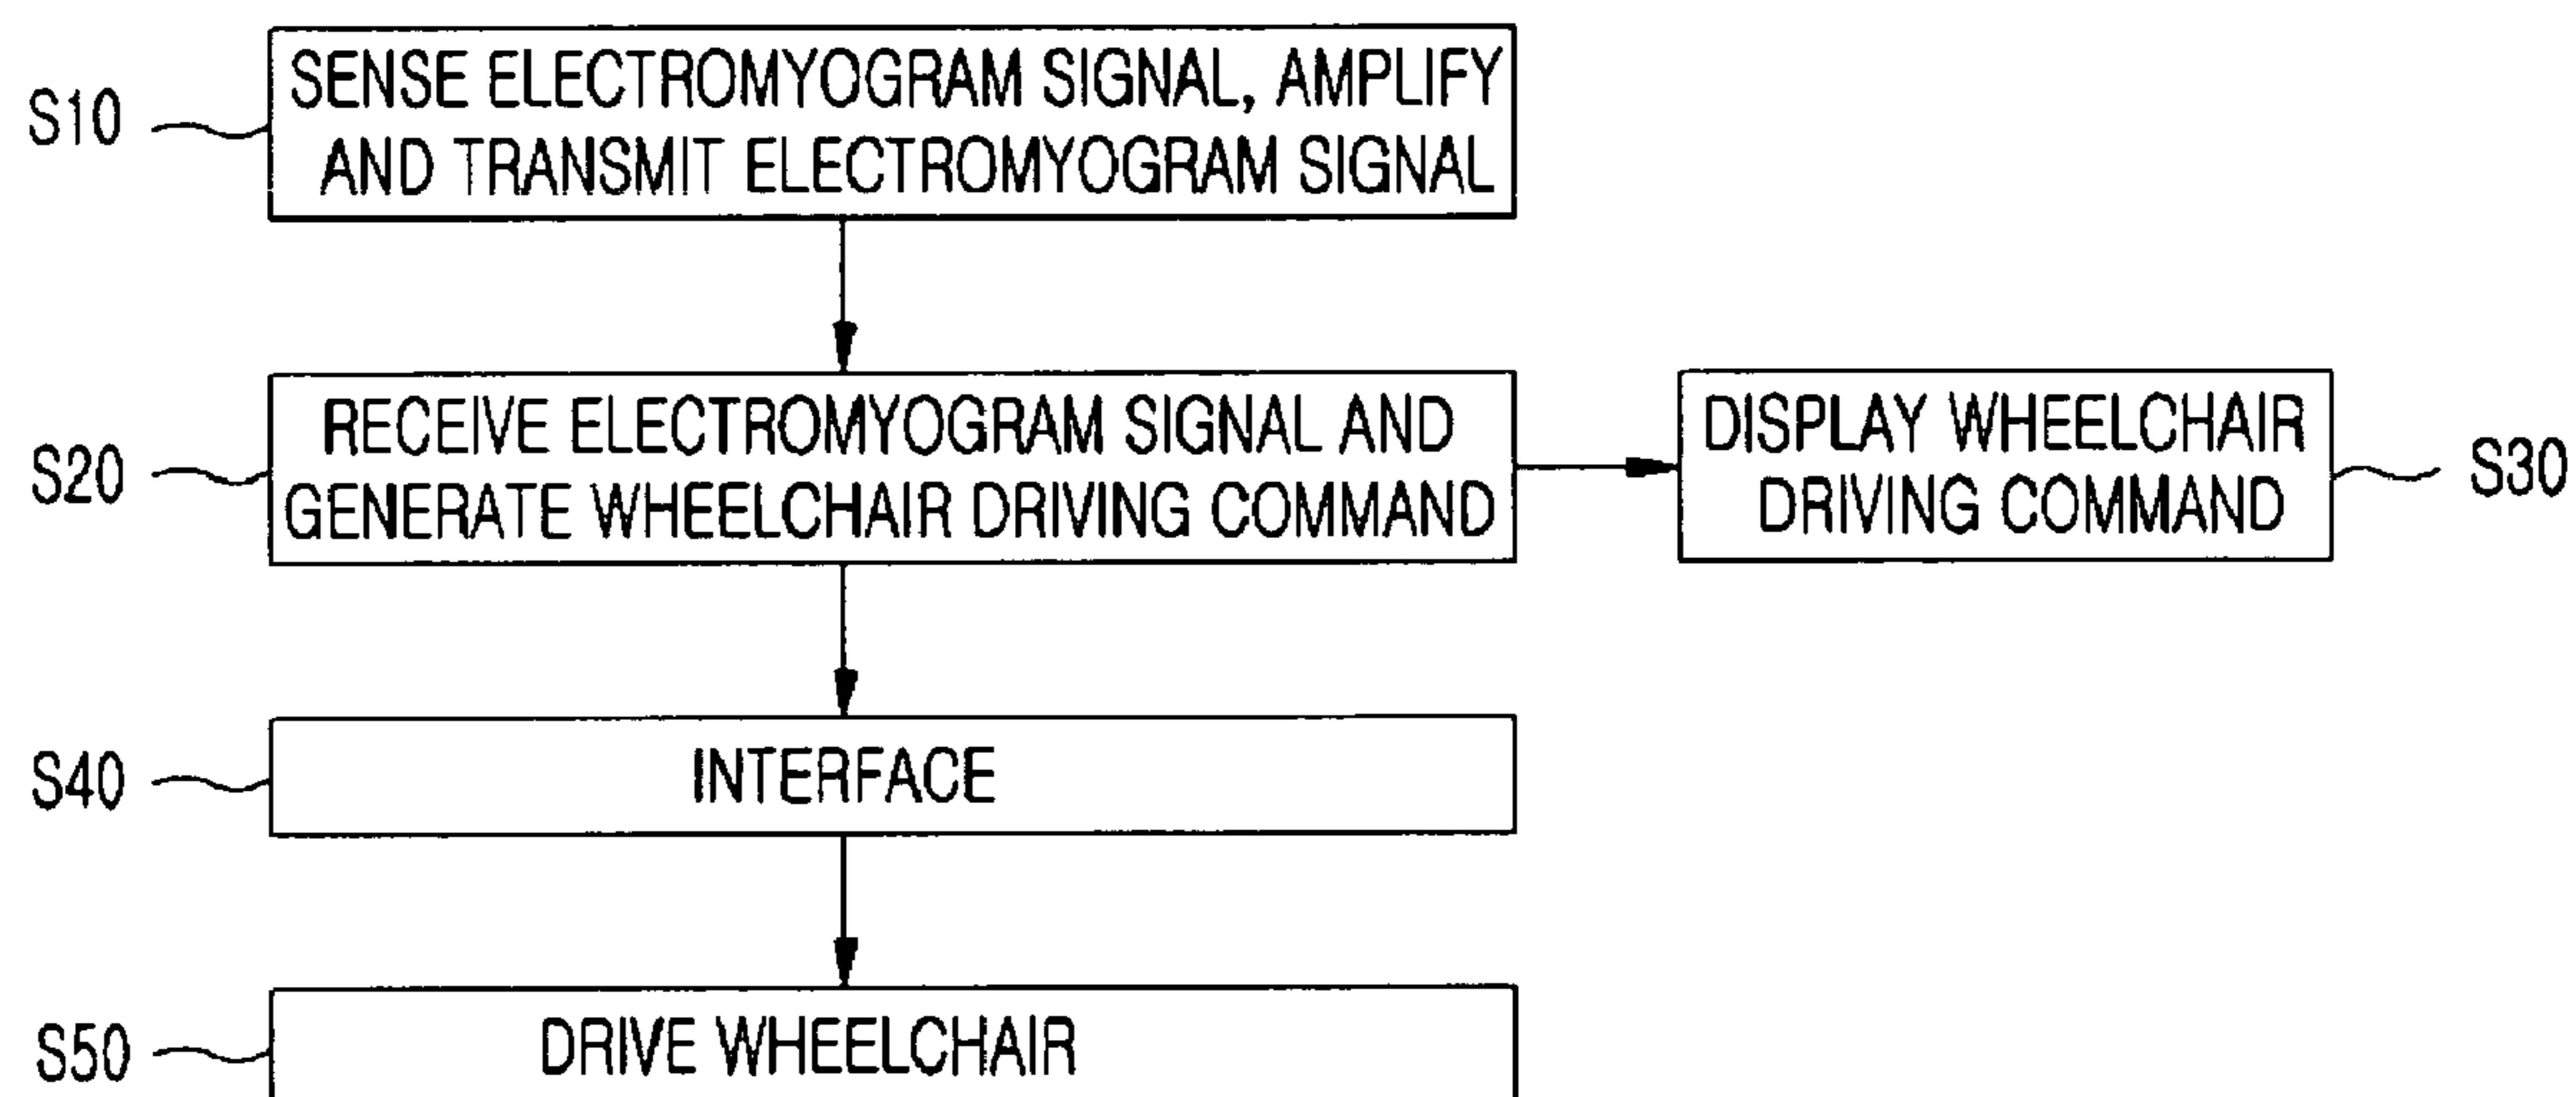 S10
SENSE ELECTROMYOGRAM SIGNAL, AMPLIFY
AND TRANSMIT ELECTROMYOGRAM SIGNAL
S20
RECEIVE ELECTROMYOGRAM SIGNAL AND
GENERATE WHEELCHAIR DRIVING COMMAND
DISPLAY WHEELCHAIR
DRIVING COMMAND
S30
S40
INTERFACE
S50
DRIVE WHEELCHAIR